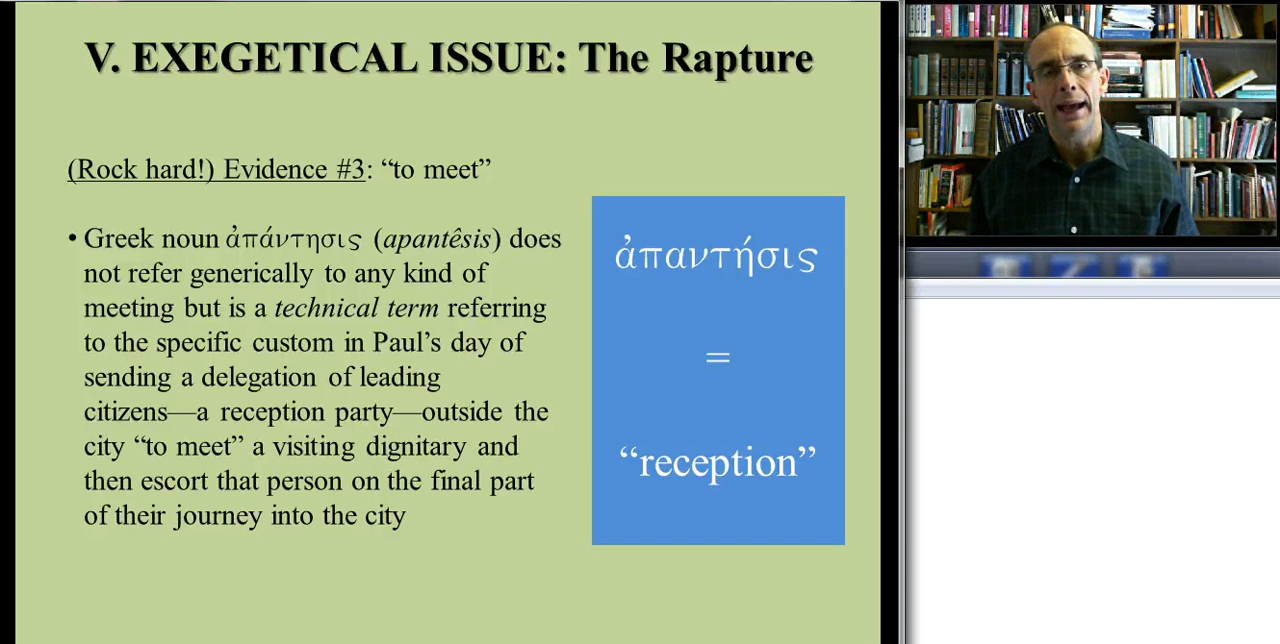 V. EXEGETICAL ISSUE: The Rapture
(Rock hard!) Evidence #3: “to meet”
• Greek noun ἀπάντησις (apantêsis) does
not refer generically to any kind of
meeting but is a technical term referring
to the specific custom in Paul’s day of
sending a delegation of leading
citizens—a reception party—outside the
city “to meet” a visiting dignitary and
then escort that person on the final part
of their journey into the city
ἀπαντήσις
=
“reception”